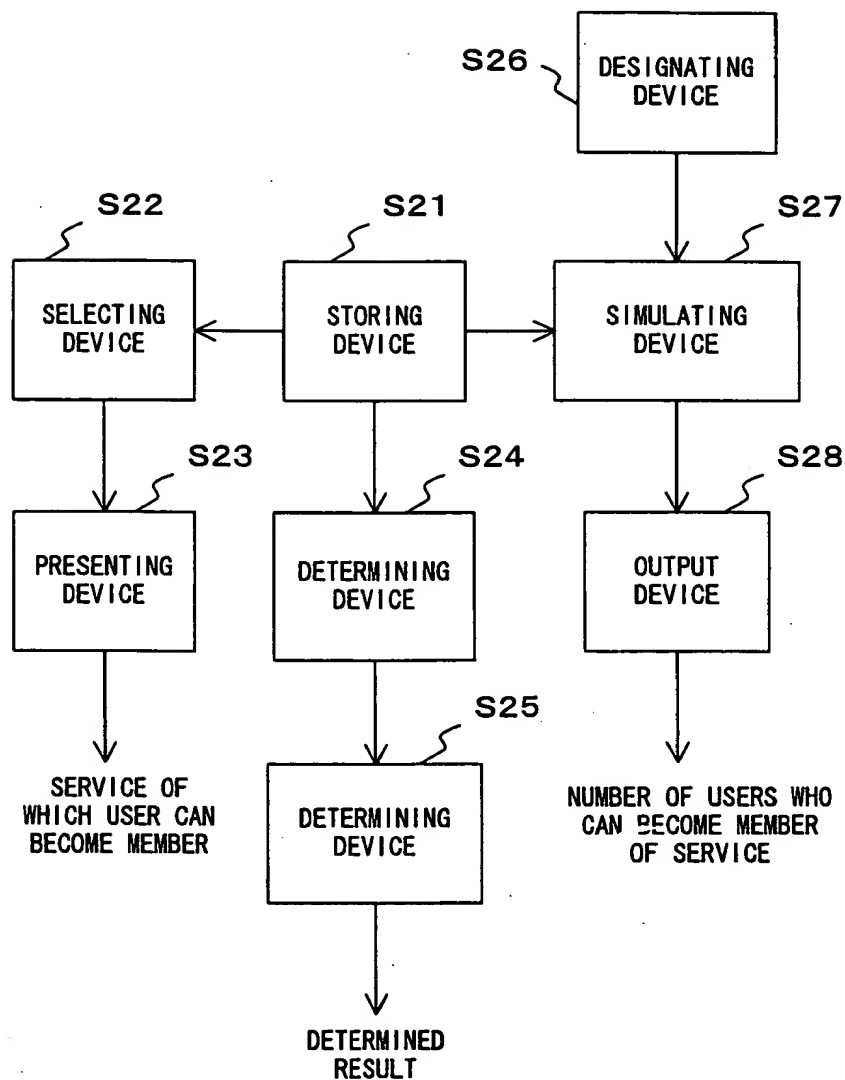 S26
DESIGNATING
DEVICE
S22
S21
S27
SELECTING
DEVICE
STORING
DEVICE
SIMULATING
DEVICE
S23
S24
S28
PRESENTING
DEVICE
DETERMINING
DEVICE
OUTPUT
DEVICE
S25
SERVICE OF
WHICH USER CAN
BECOME MEMBER
DETERMINING
DEVICE
NUMBER OF USERS WHO
CAN BECOME MEMBER
OF SERVICE
DETERMINED
RESULT